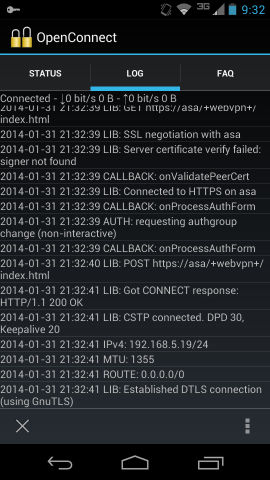 3G 9:32
OpenConnect
STATUS LOG FAQ
Connected - ↓0 bit/s 0 B - ↑0 bit/s 0 B
2014-01-31 21:32:39 LIB: GET https://asa/+webvpn+/
index.html
2014-01-31 21:32:39 LIB: SSL negotiation with asa
2014-01-31 21:32:39 LIB: Server certificate verify failed:
signer not found
2014-01-31 21:32:39 CALLBACK: onValidatePeerCert
2014-01-31 21:32:39 LIB: Connected to HTTPS on asa
2014-01-31 21:32:39 CALLBACK: onProcessAuthForm
2014-01-31 21:32:39 AUTH: requesting authgroup
change (non-interactive)
2014-01-31 21:32:39 CALLBACK: onProcessAuthForm
2014-01-31 21:32:40 LIB: POST https://asa/+webvpn+/
index.html
2014-01-31 21:32:41 LIB: Got CONNECT response:
HTTP/1.1 200 OK
2014-01-31 21:32:41 LIB: CSTP connected. DPD 30,
Keepalive 20
2014-01-31 21:32:41 IPv4: 192.168.5.19/24
2014-01-31 21:32:41 MTU: 1355
2014-01-31 21:32:41 ROUTE: 0.0.0.0/0
2014-01-31 21:32:41 LIB: Established DTLS connection
(using GnuTLS)